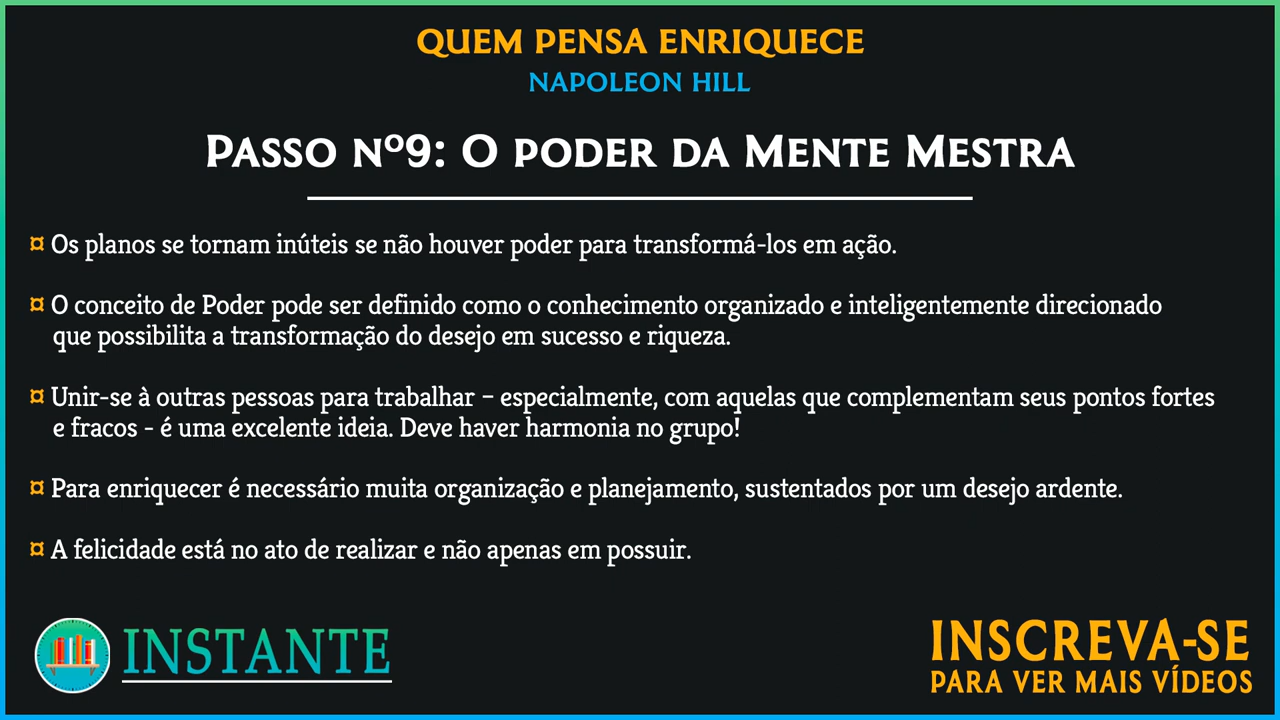 QUEM PENSA ENRIQUECE
NAPOLEON HILL
PASSO Nº9: O PODER DA MENTE MESTRA
¤ Os planos se tornam inúteis se não houver poder para transformá-los em ação.
¤ O conceito de Poder pode ser definido como o conhecimento organizado e inteligentemente direcionado
que possibilita a transformação do desejo em sucesso e riqueza.
¤ Unir-se à outras pessoas para trabalhar – especialmente, com aquelas que complementam seus pontos fortes
e fracos - é uma excelente ideia. Deve haver harmonia no grupo!
¤ Para enriquecer é necessário muita organização e planejamento, sustentados por um desejo ardente.
¤ A felicidade está no ato de realizar e não apenas em possuir.
INSTANTE
INSCREVA-SE
PARA VER MAIS VÍDEOS